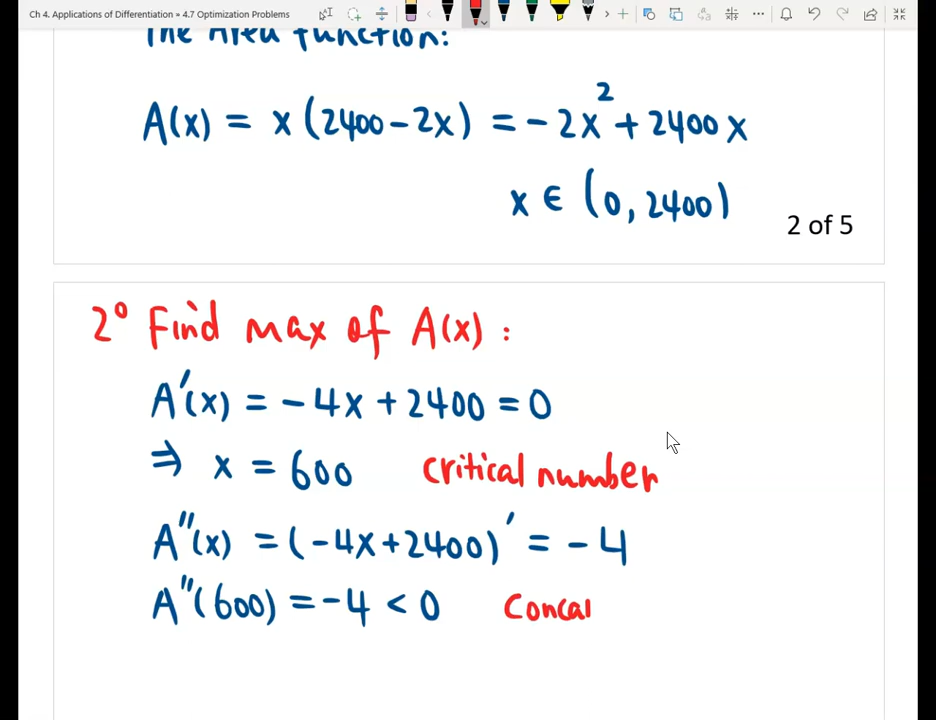 Ch 4. Applications of Differentiation » 4.7 Optimization Problems
The Area function:
A(x) = x(2400-2x) = -2x² + 2400x
x ∈ (0, 2400)
2 of 5
2° Find max of A(x):
A'(x) = -4x + 2400 = 0
⇒ x = 600 critical number
A''(x) = (-4x+2400)' = -4
A''(600) = -4 < 0 Concal